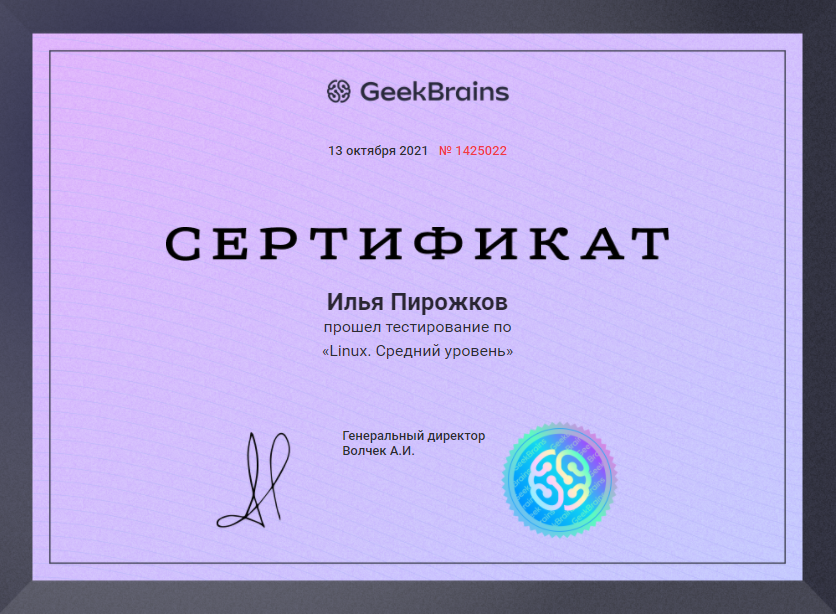 GeekBrains
13 октября 2021 № 1425022
СЕРТИФИКАТ
Илья Пирожков
прошел тестирование по
«Linux. Средний уровень»
Генеральный директор
Волчек А.И.